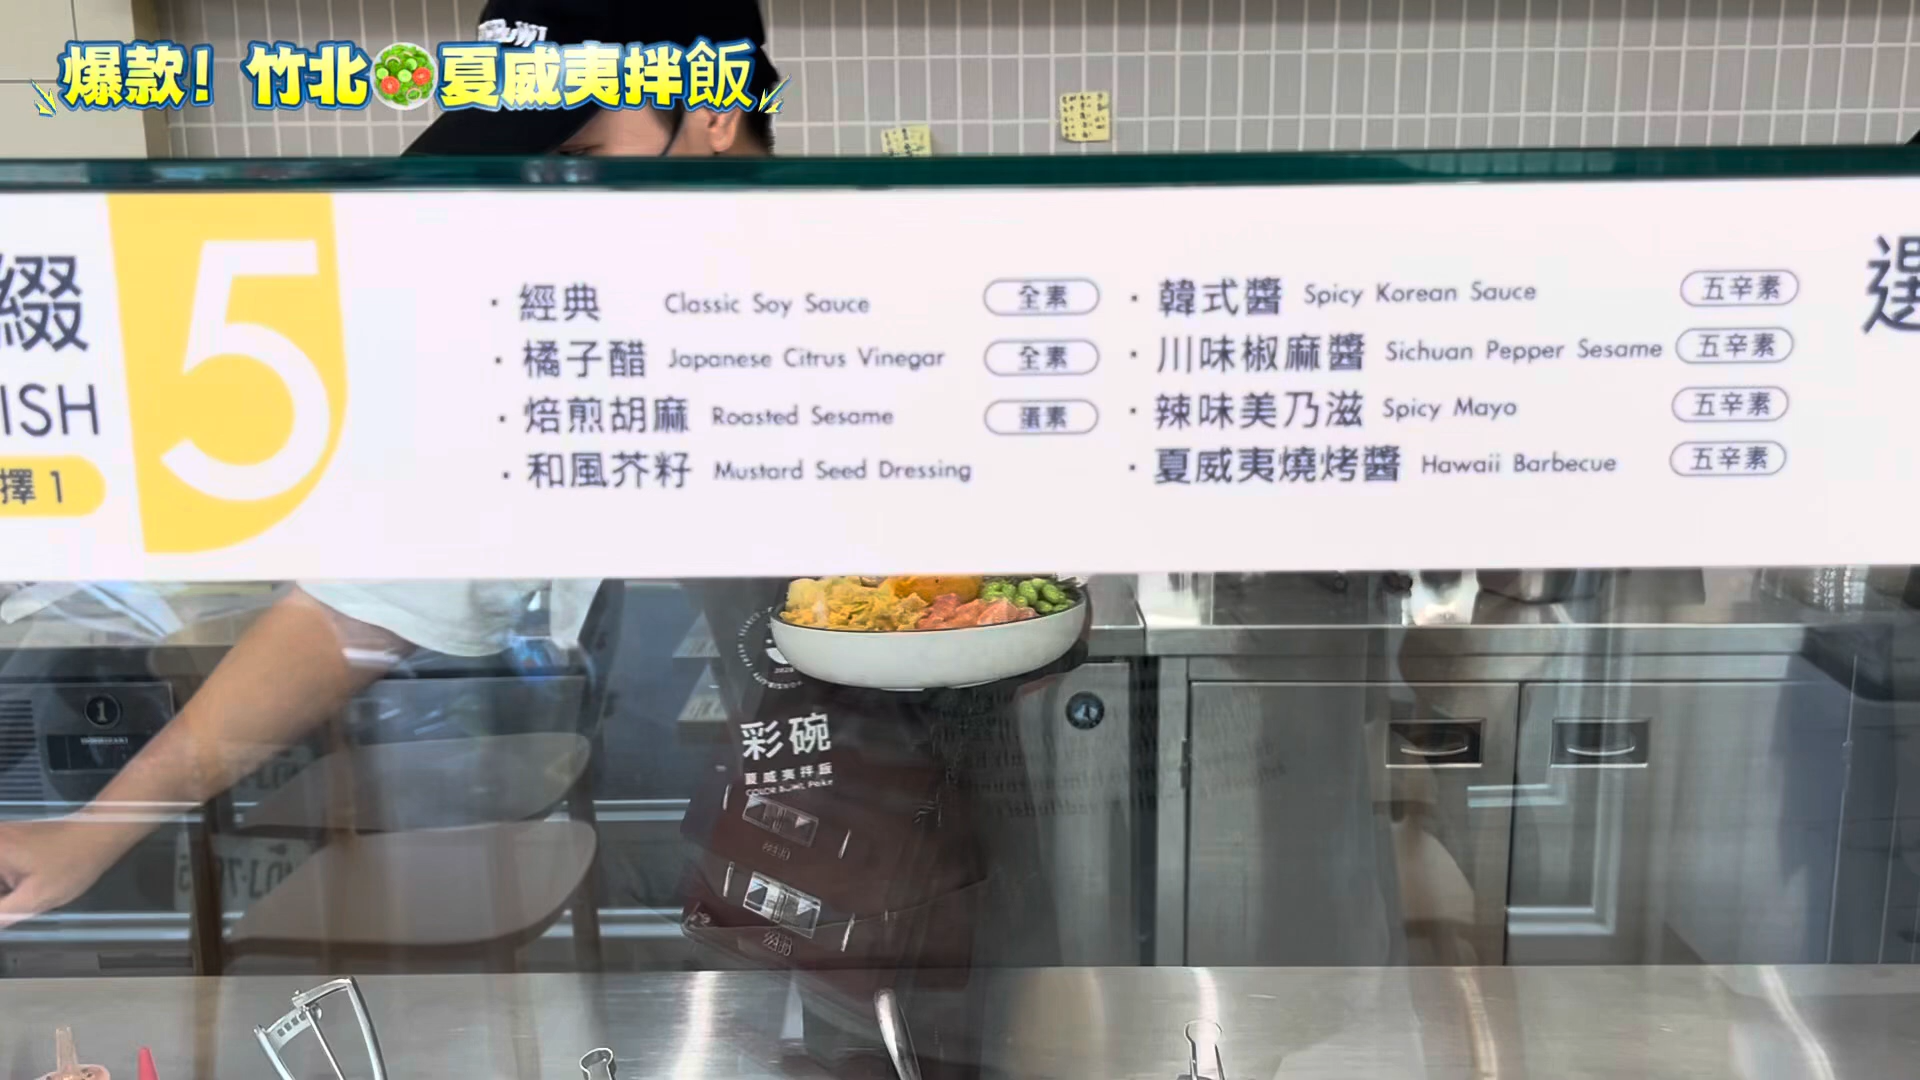 爆款！竹北夏威夷拌飯
綴
ISH
擇 1
5
· 經典 Classic Soy Sauce 全素
· 橘子醋 Japanese Citrus Vinegar 全素
· 焙煎胡麻 Roasted Sesame 蛋素
· 和風芥籽 Mustard Seed Dressing
· 韓式醬 Spicy Korean Sauce 五辛素
· 川味椒麻醬 Sichuan Pepper Sesame 五辛素
· 辣味美乃滋 Spicy Mayo 五辛素
· 夏威夷燒烤醬 Hawaii Barbecue 五辛素
選
1
彩碗
夏威夷拌飯
COLOR BOWL Poke